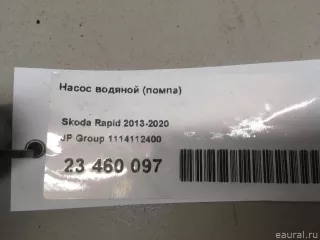 Насос водяной (помпа)
Skoda Rapid 2013-2020
JP Group 1114112400
23 460 097
eaural.ru